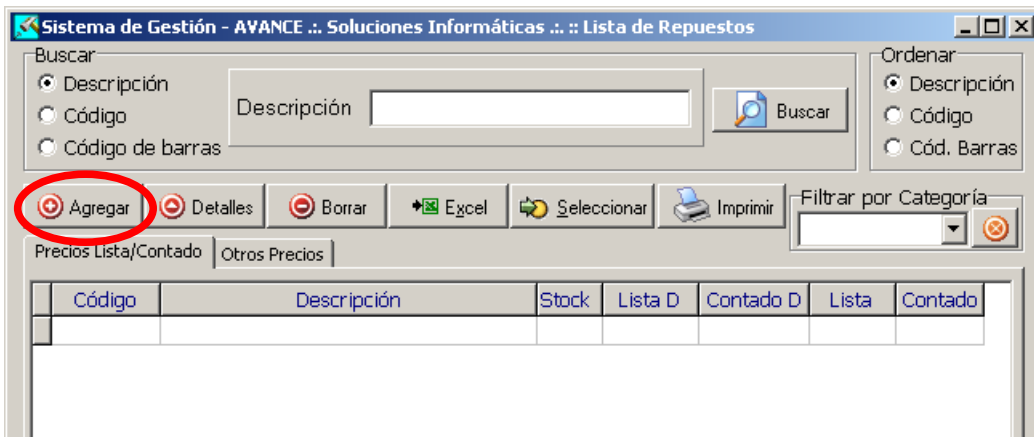 Sistema de Gestión - AVANCE .:. Soluciones Informáticas .:. :: Lista de Repuestos
Buscar
Descripción
Código
Código de barras
Descripción
Buscar
Ordenar
Descripción
Código
Cód. Barras
Agregar
Detalles
Borrar
Excel
Seleccionar
Imprimir
Filtrar por Categoría
Precios Lista/Contado
Otros Precios
Código Descripción Stock Lista D Contado D Lista Contado